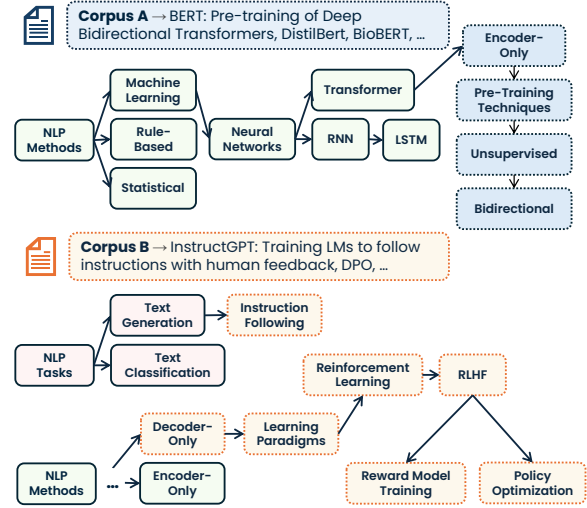 Corpus A → BERT: Pre-training of Deep
Bidirectional Transformers, DistilBert, BioBERT, ...
Encoder-
Only
Machine
Learning
Transformer
Pre-Training
Techniques
NLP
Methods
Rule-
Based
Neural
Networks
RNN
LSTM
Unsupervised
Statistical
Bidirectional
Corpus B → InstructGPT: Training LMs to follow
instructions with human feedback, DPO, ...
Text
Generation
Instruction
Following
NLP
Tasks
Text
Classification
Reinforcement
Learning
RLHF
Decoder-
Only
Learning
Paradigms
NLP
Methods
...
Encoder-
Only
Reward Model
Training
Policy
Optimization